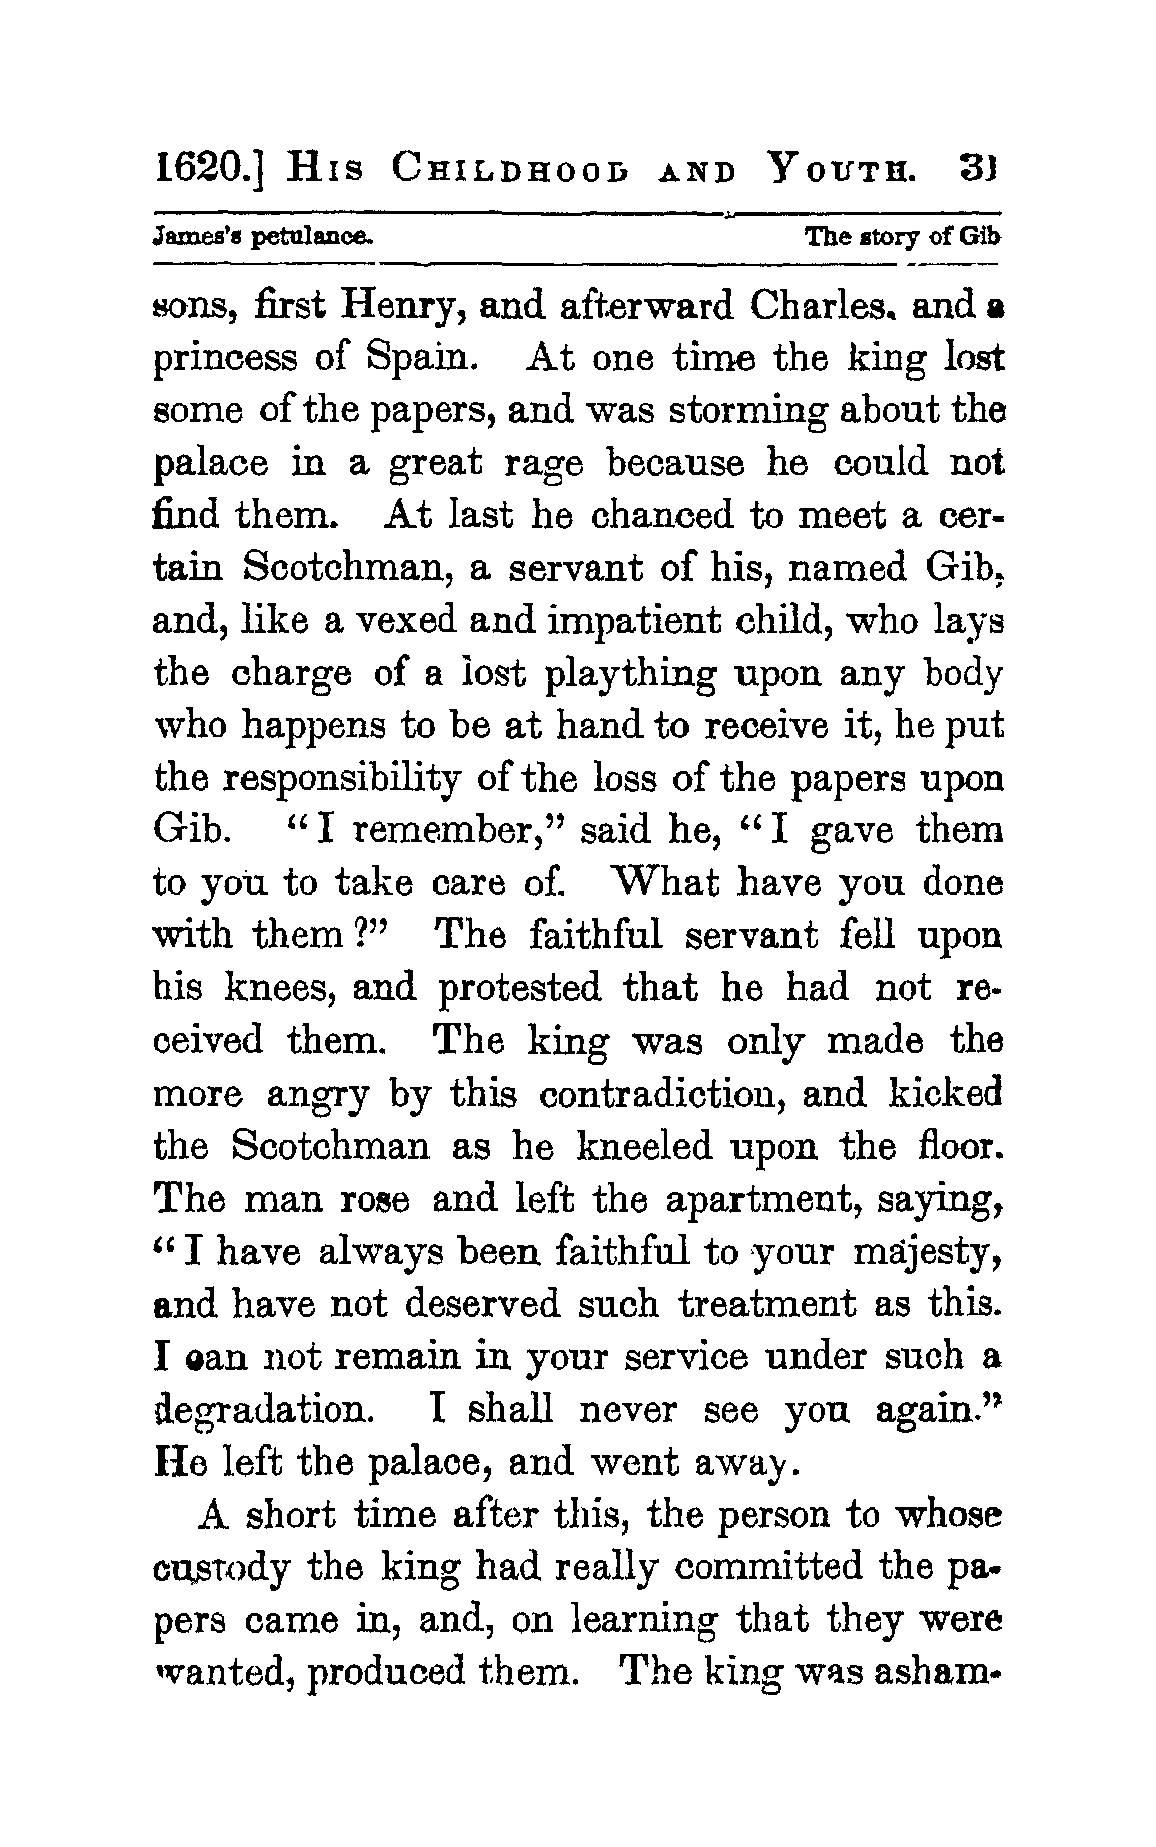 1620.] His Childhood and Youth. 31
James's petulance. The story of Gib
sons, first Henry, and afterward Charles, and a
princess of Spain. At one time the king lost
some of the papers, and was storming about the
palace in a great rage because he could not
find them. At last he chanced to meet a cer-
tain Scotchman, a servant of his, named Gib,
and, like a vexed and impatient child, who lays
the charge of a lost plaything upon any body
who happens to be at hand to receive it, he put
the responsibility of the loss of the papers upon
Gib. "I remember," said he, "I gave them
to you to take care of. What have you done
with them?" The faithful servant fell upon
his knees, and protested that he had not re-
ceived them. The king was only made the
more angry by this contradiction, and kicked
the Scotchman as he kneeled upon the floor.
The man rose and left the apartment, saying,
"I have always been faithful to your majesty,
and have not deserved such treatment as this.
I can not remain in your service under such a
degradation. I shall never see you again."
He left the palace, and went away.
A short time after this, the person to whose
custody the king had really committed the pa-
pers came in, and, on learning that they were
wanted, produced them. The king was asham-